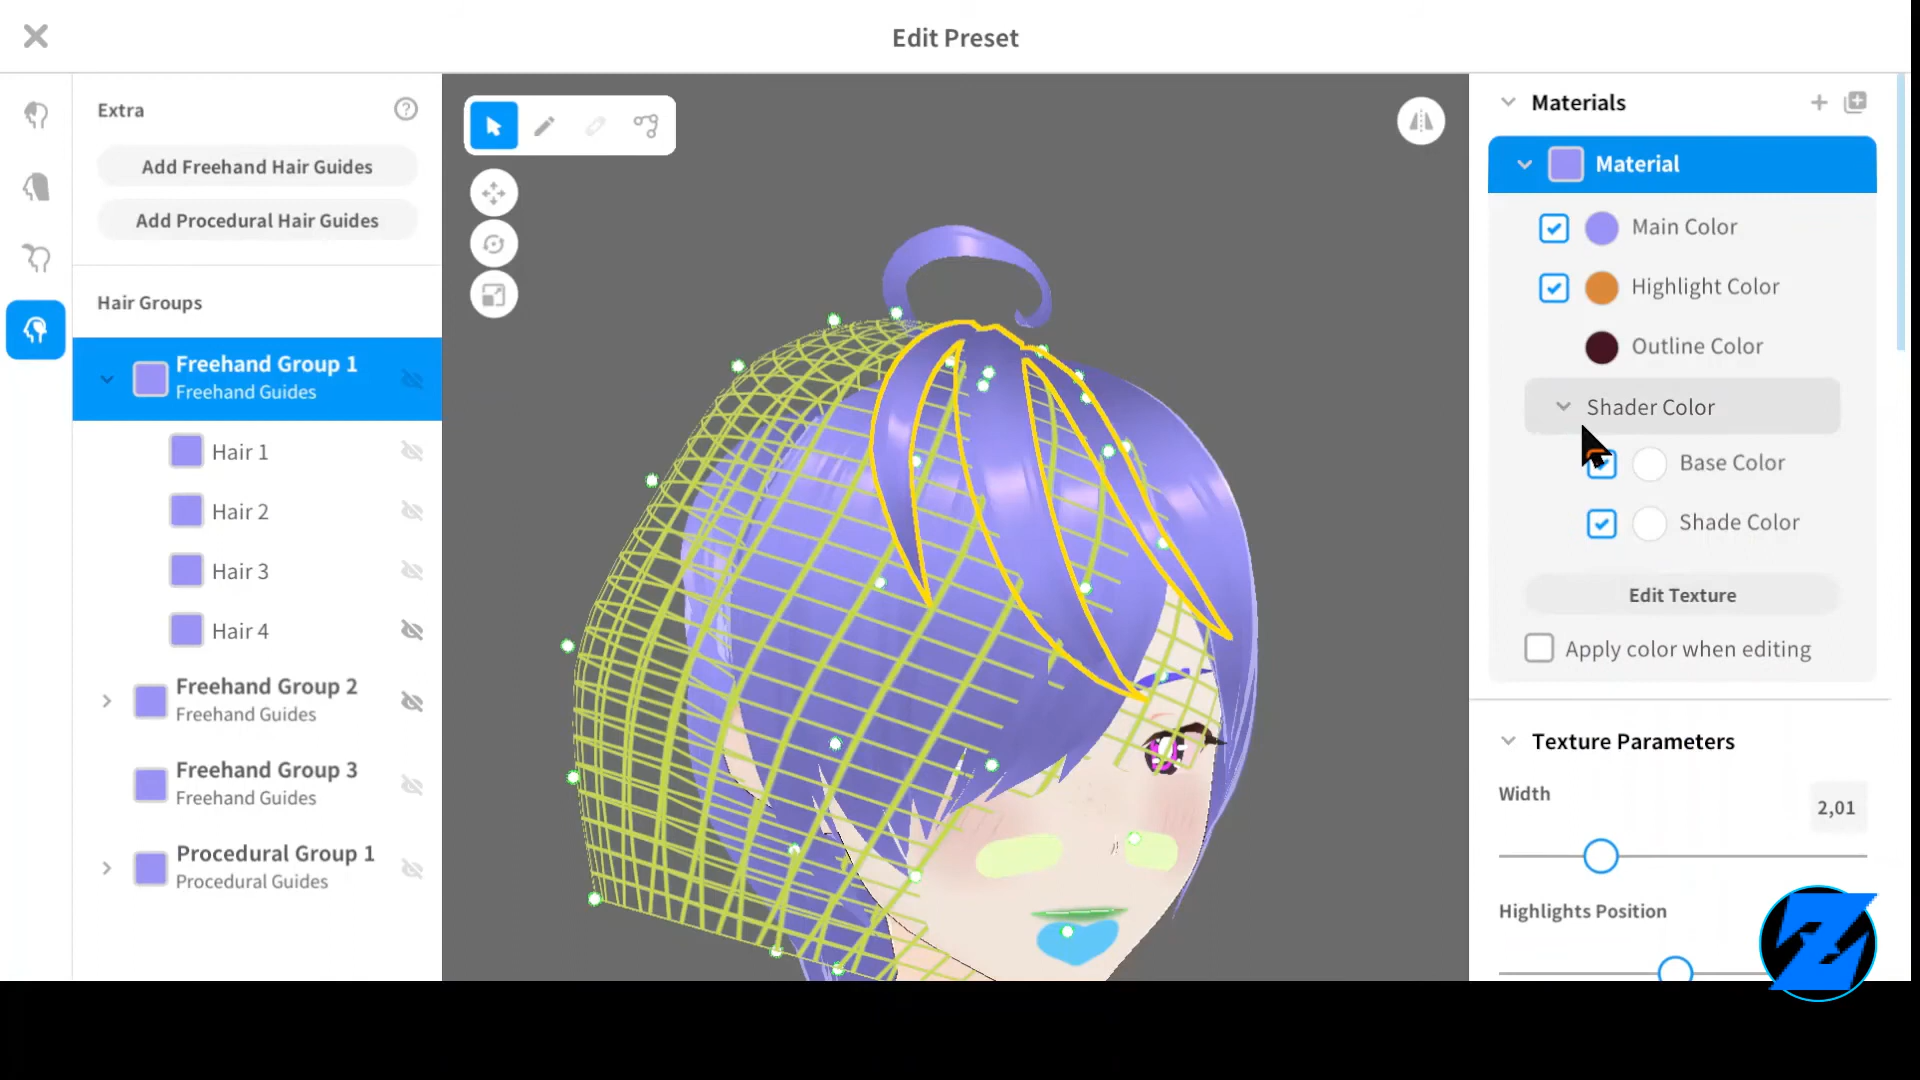 Edit Preset
Extra
Add Freehand Hair Guides
Add Procedural Hair Guides
Hair Groups
Freehand Group 1
Freehand Guides
Hair 1
Hair 2
Hair 3
Hair 4
Freehand Group 2
Freehand Guides
Freehand Group 3
Freehand Guides
Procedural Group 1
Procedural Guides
Materials
Material
Main Color
Highlight Color
Outline Color
Shader Color
Base Color
Shade Color
Edit Texture
Apply color when editing
Texture Parameters
Width
2,01
Highlights Position